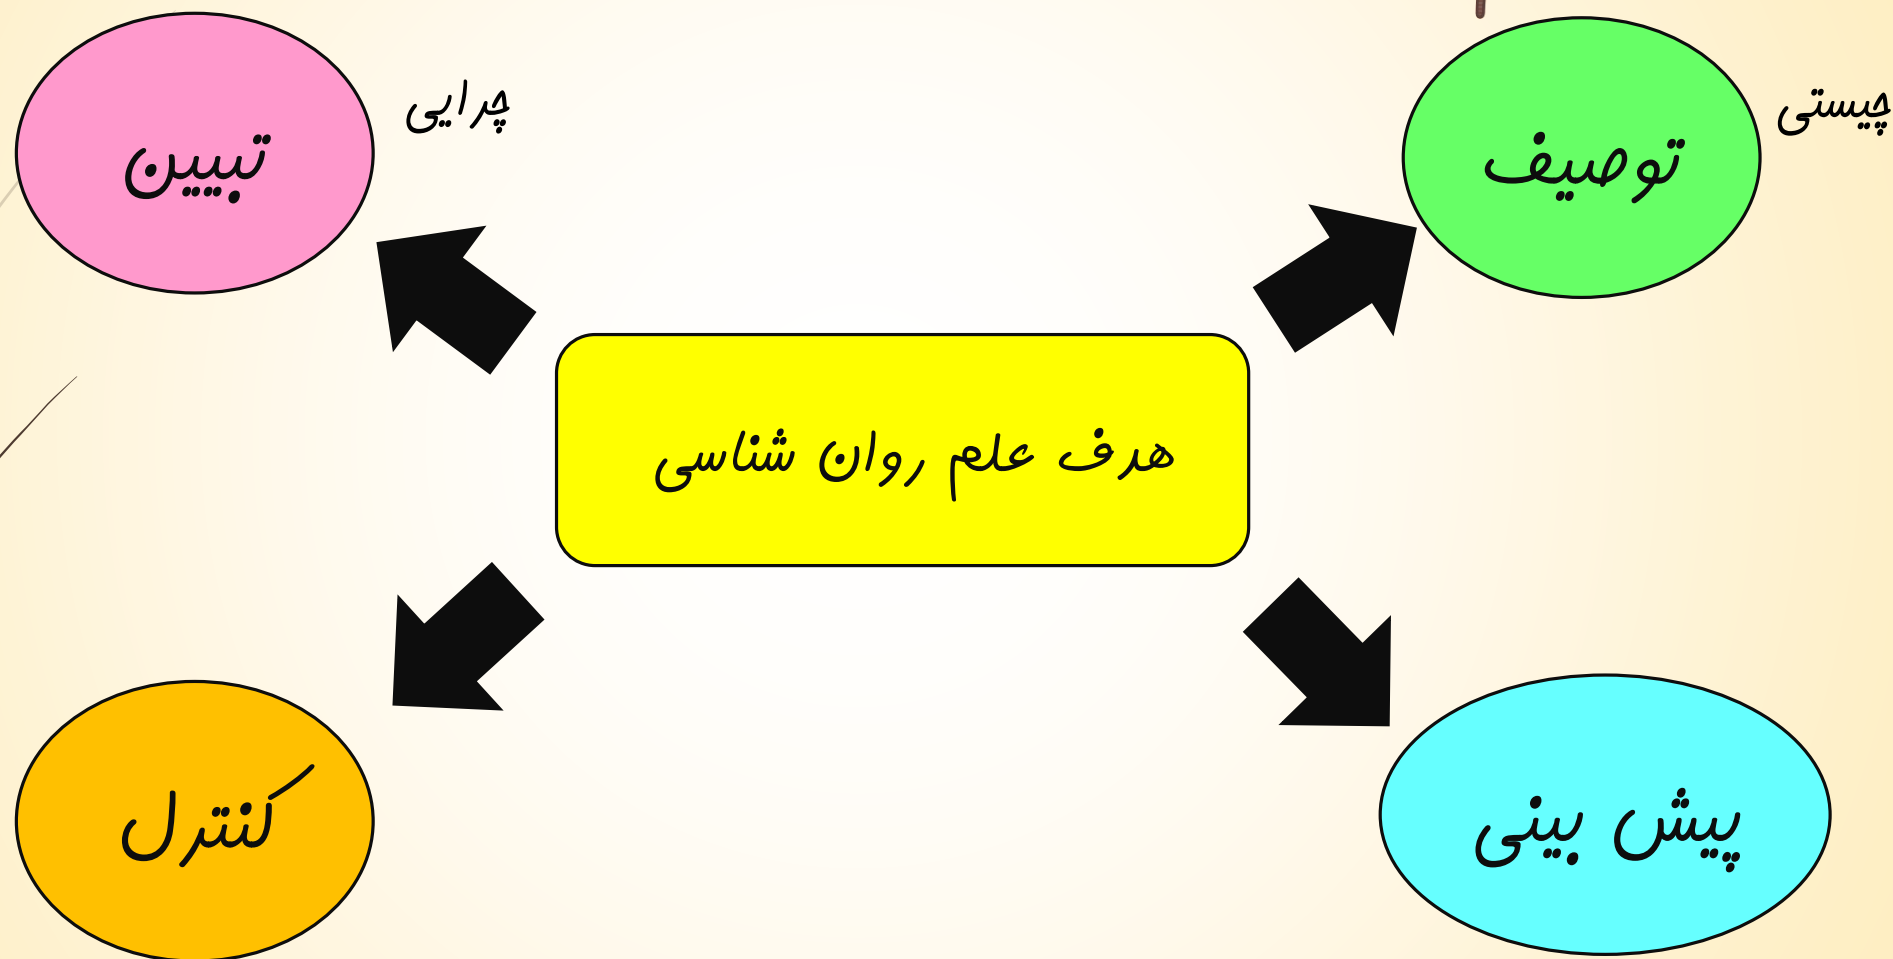 چیستی
توصیف
چرایی
تبیین
هدف علم روان شناسی
پیش بینی
کنترل